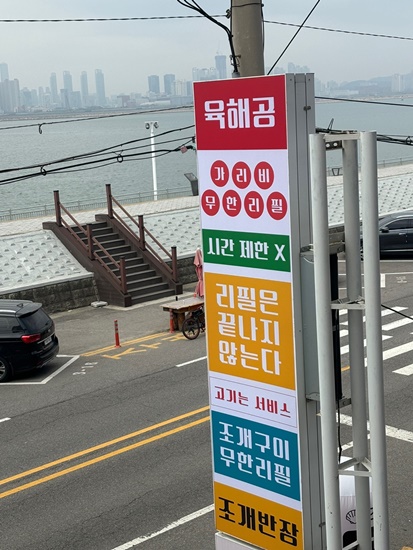 육해공
가리비
무한리필
시간 제한 X
리필은
끝나지
않는다
고기는 서비스
조개구이
무한리필
조개반장